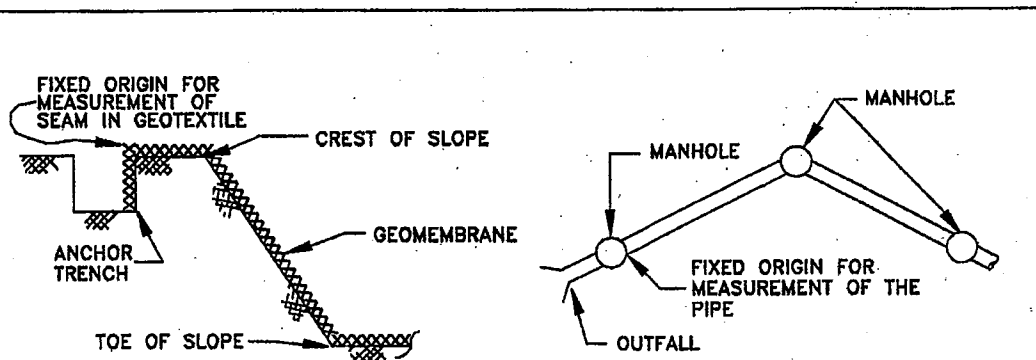 FIXED ORIGIN FOR
MEASUREMENT OF
SEAM IN GEOTEXTILE
CREST OF SLOPE
GEOMEMBRANE
ANCHOR
TRENCH
TOE OF SLOPE
MANHOLE
MANHOLE
FIXED ORIGIN FOR
MEASUREMENT OF THE
PIPE
OUTFALL